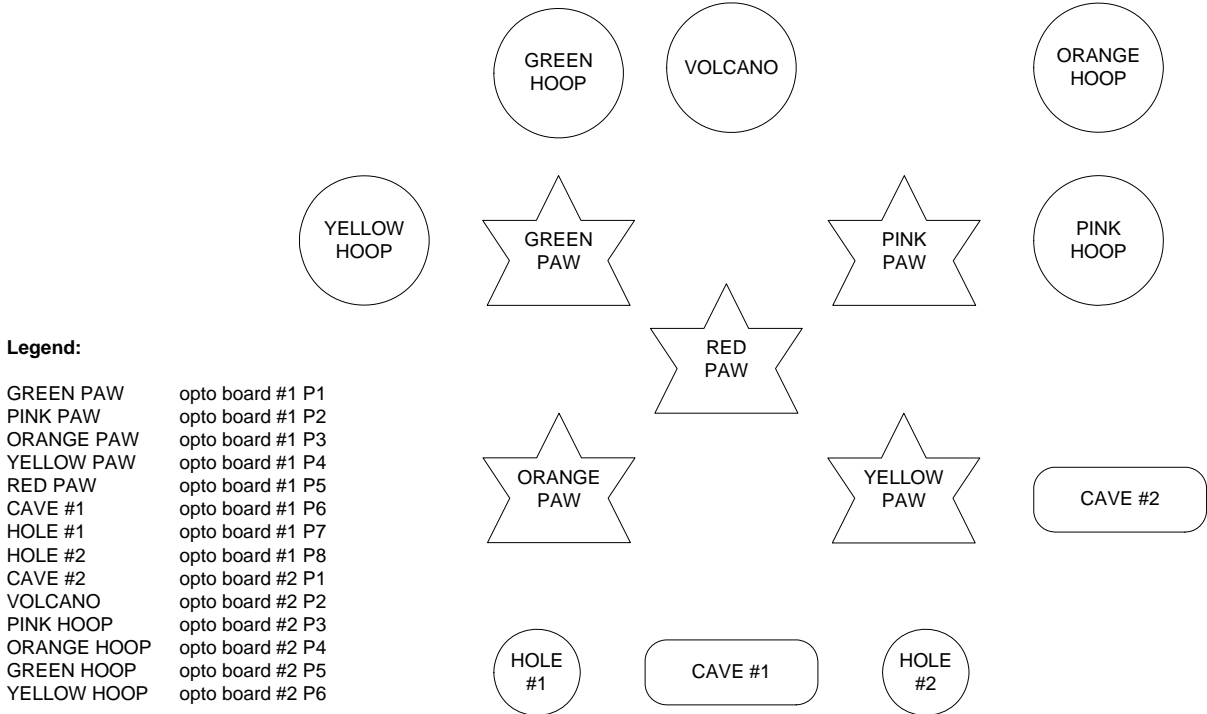 GREEN
HOOP
VOLCANO
ORANGE
HOOP
YELLOW
HOOP
GREEN
PAW
PINK
PAW
PINK
HOOP
RED
PAW
Legend:
GREEN PAW opto board #1 P1
PINK PAW opto board #1 P2
ORANGE PAW opto board #1 P3
YELLOW PAW opto board #1 P4
RED PAW opto board #1 P5
CAVE #1 opto board #1 P6
HOLE #1 opto board #1 P7
HOLE #2 opto board #1 P8
CAVE #2 opto board #2 P1
VOLCANO opto board #2 P2
PINK HOOP opto board #2 P3
ORANGE HOOP opto board #2 P4
GREEN HOOP opto board #2 P5
YELLOW HOOP opto board #2 P6
ORANGE
PAW
YELLOW
PAW
CAVE #2
HOLE
#1
CAVE #1
HOLE
#2